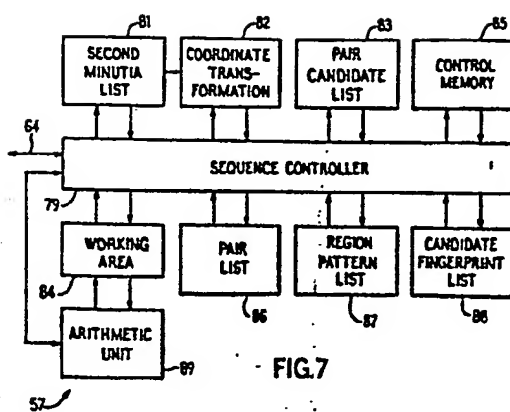 81
82
83
85
SECOND
MINUTIA
LIST
COORDINATE
TRANS-
FORMATION
PAIR
CANDIDATE
LIST
CONTROL
MEMORY
64
SEQUENCE CONTROLLER
79
WORKING
AREA
PAIR
LIST
REGION
PATTERN
LIST
CANDIDATE
FINGERPRINT
LIST
84
86
87
88
ARITHMETIC
UNIT
89
FIG.7
57